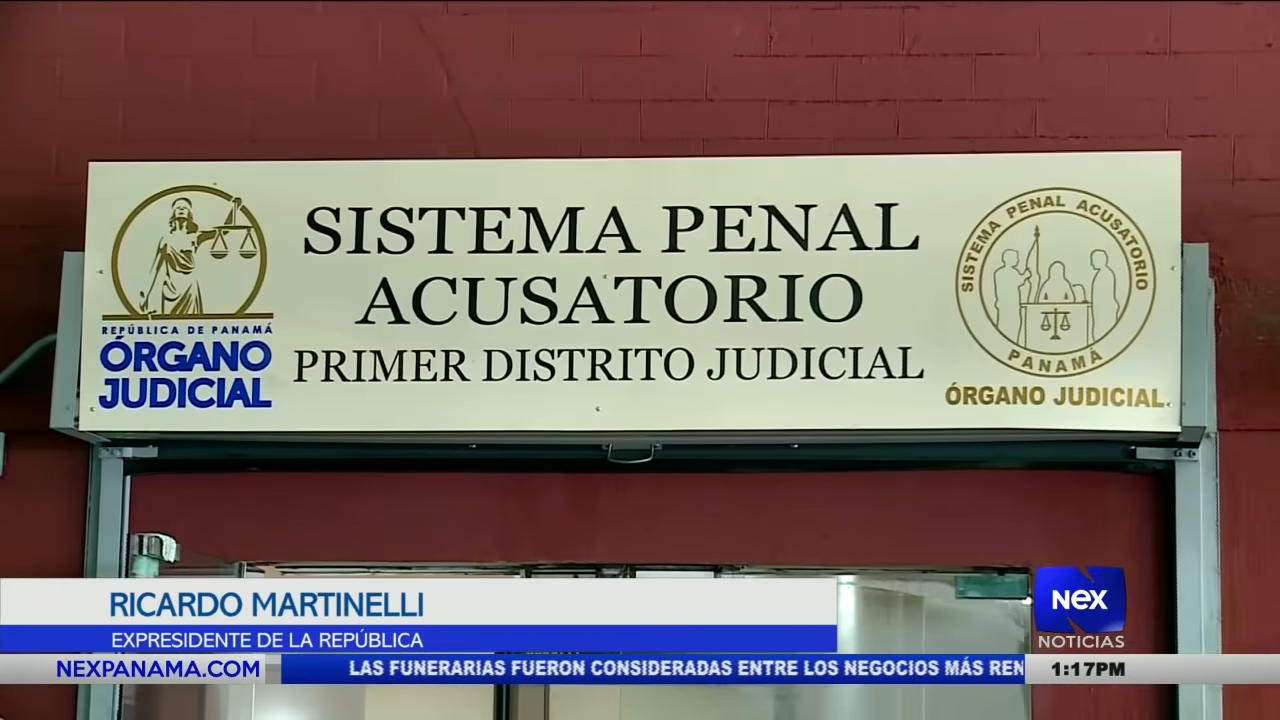 SISTEMA PENAL
ACUSATORIO
PRIMER DISTRITO JUDICIAL
REPÚBLICA DE PANAMÁ
ÓRGANO
JUDICIAL
SISTEMA PENAL ACUSATORIO
PANAMÁ
ÓRGANO JUDICIAL
RICARDO MARTINELLI
EXPRESIDENTE DE LA REPÚBLICA
NEX
NOTICIAS
NEXPANAMA.COM
LAS FUNERARIAS FUERON CONSIDERADAS ENTRE LOS NEGOCIOS MÁS REN
1:17PM